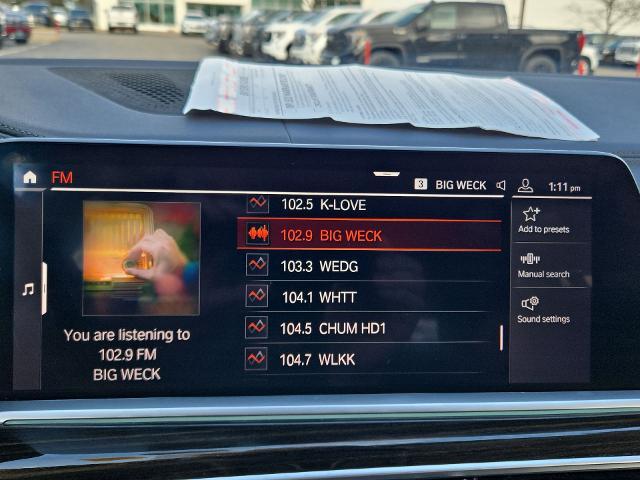 FM
3 BIG WECK
1:11 pm
102.5 K-LOVE
102.9 BIG WECK
103.3 WEDG
104.1 WHTT
104.5 CHUM HD1
104.7 WLKK
You are listening to
102.9 FM
BIG WECK
Add to presets
Manual search
Sound settings